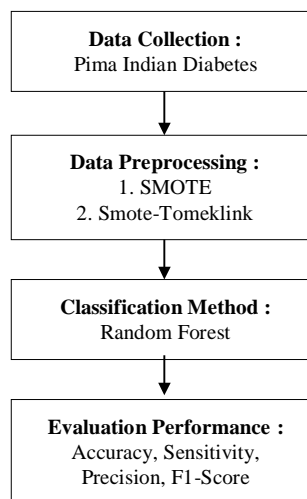 Data Collection :
Pima Indian Diabetes
Data Preprocessing :
1. SMOTE
2. Smote-Tomeklink
Classification Method :
Random Forest
Evaluation Performance :
Accuracy, Sensitivity,
Precision, F1-Score